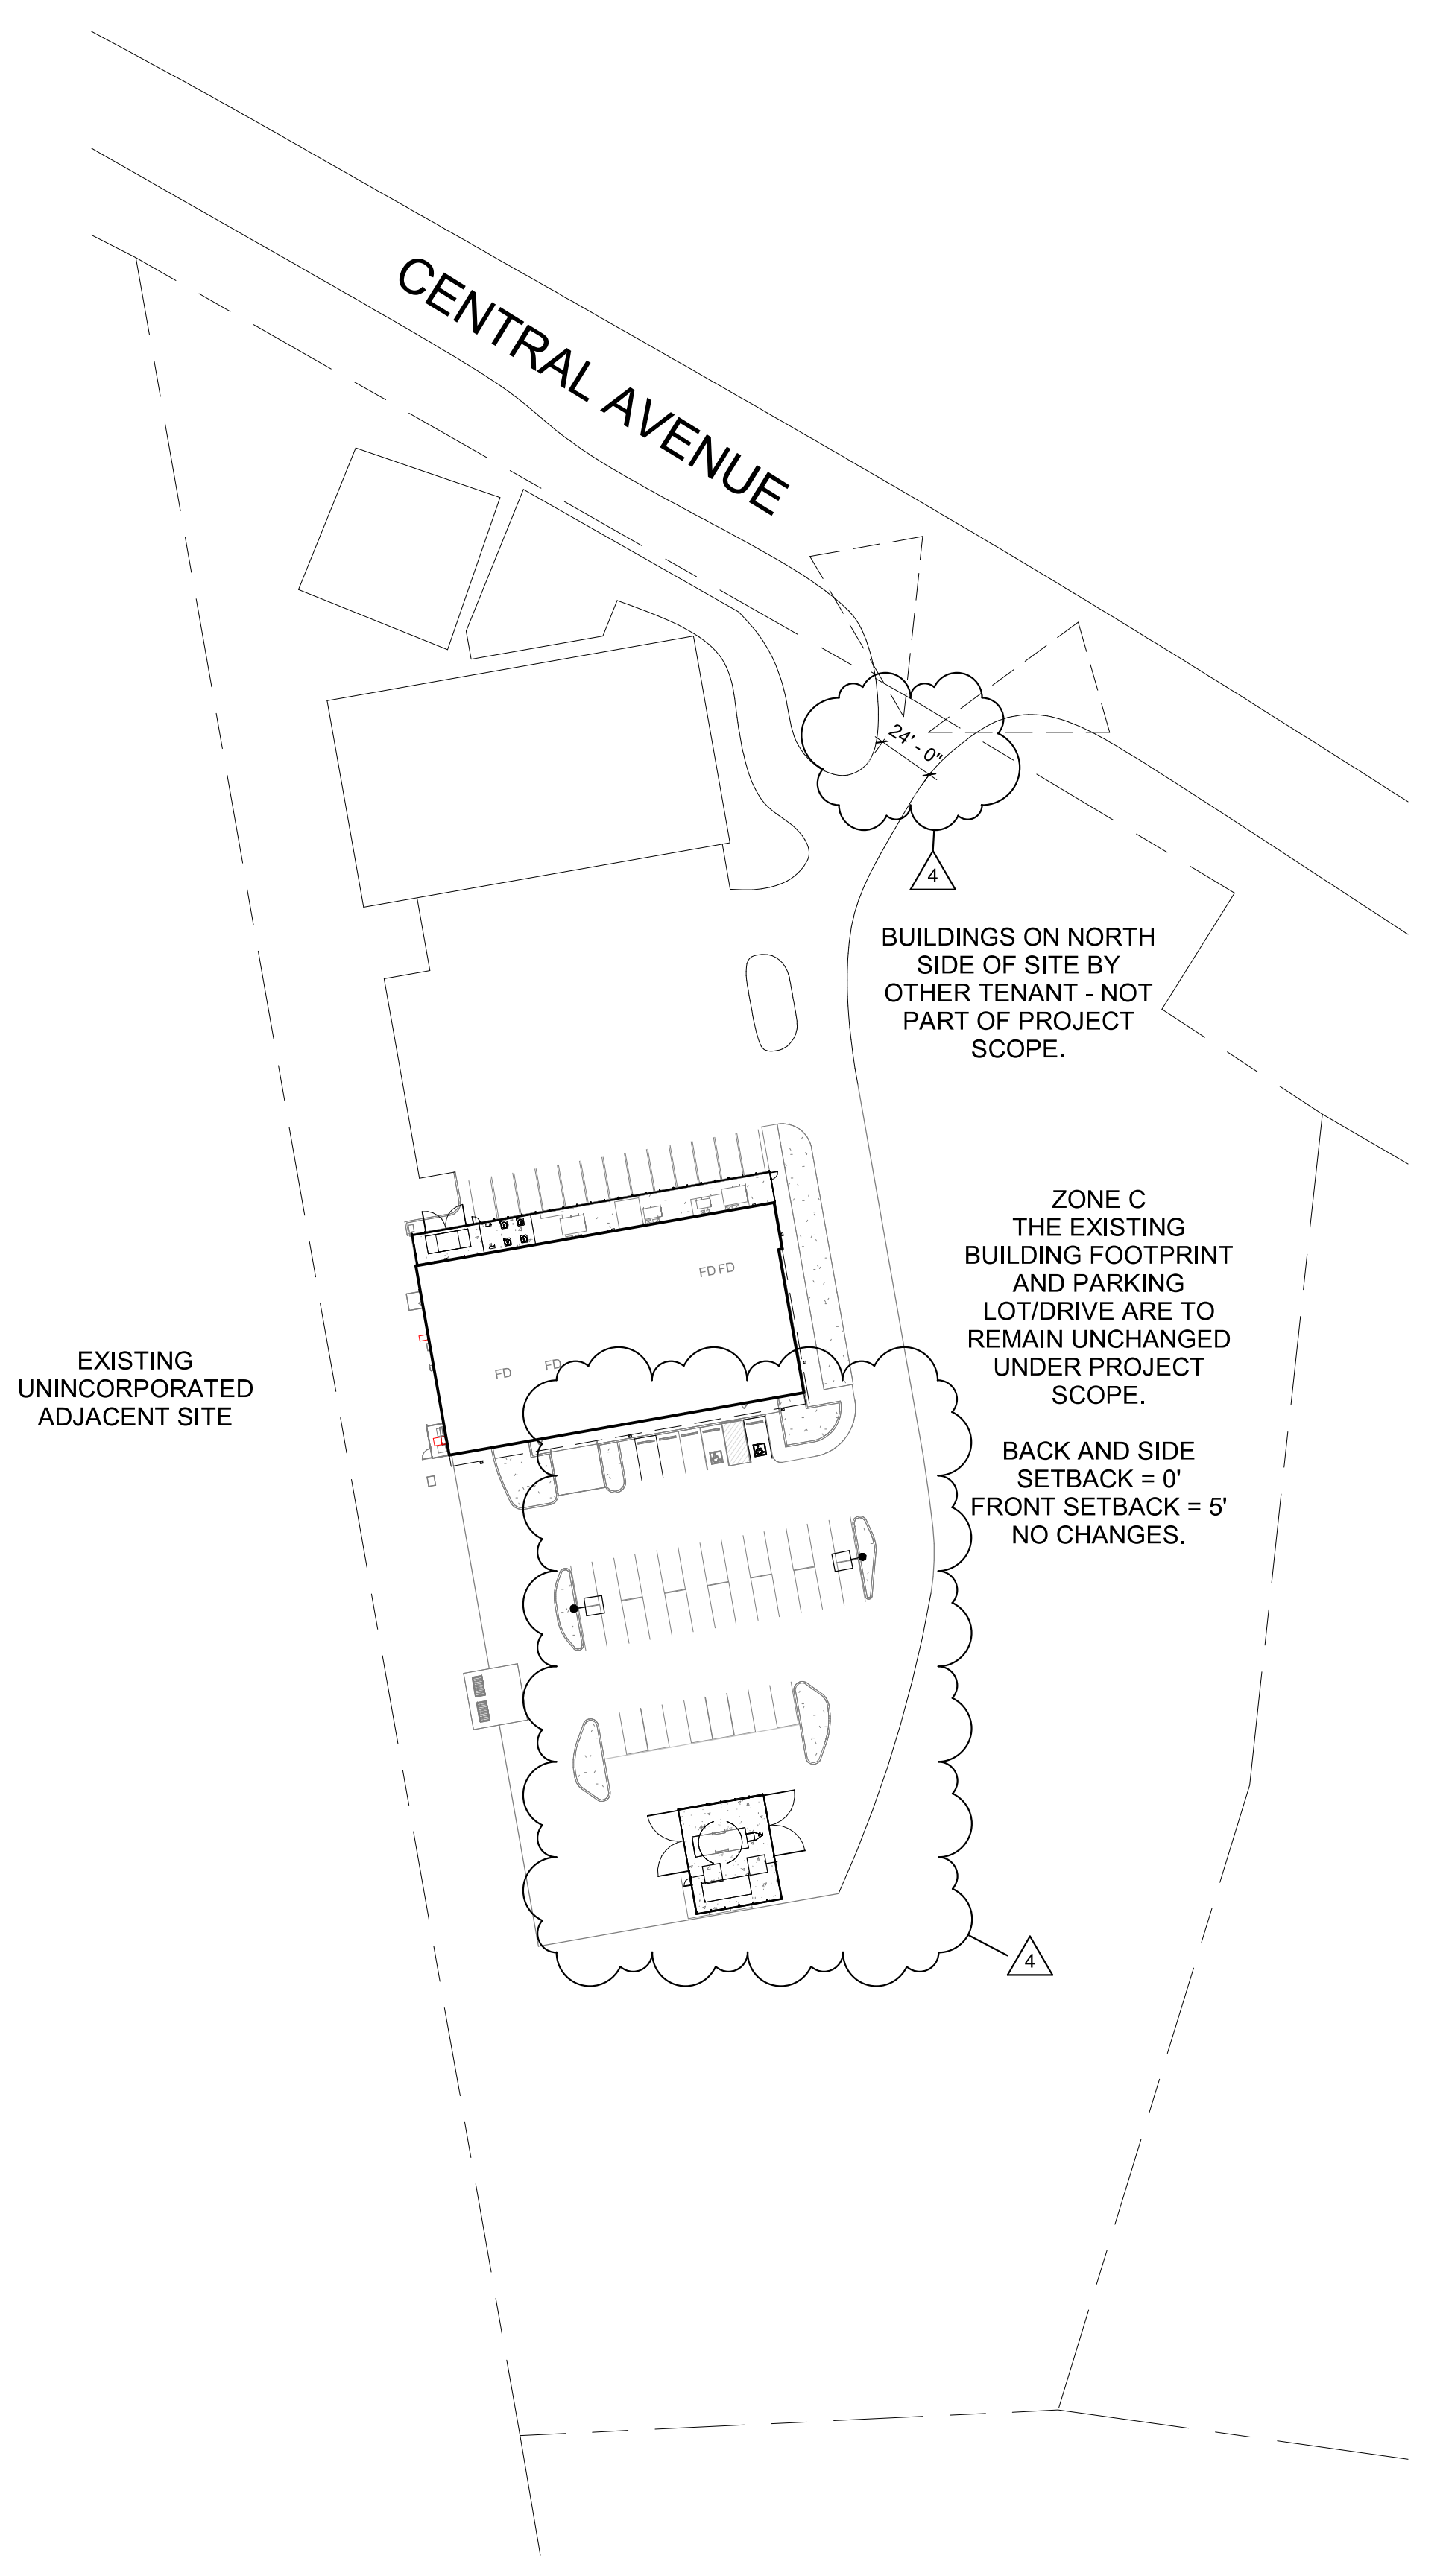 CENTRAL AVENUE
24' - 0"
4
BUILDINGS ON NORTH
SIDE OF SITE BY
OTHER TENANT - NOT
PART OF PROJECT
SCOPE.
ZONE C
THE EXISTING
BUILDING FOOTPRINT
AND PARKING
LOT/DRIVE ARE TO
REMAIN UNCHANGED
UNDER PROJECT
SCOPE.
BACK AND SIDE
SETBACK = 0'
FRONT SETBACK = 5'
NO CHANGES.
FD FD
FD
FD
EXISTING
UNINCORPORATED
ADJACENT SITE
4